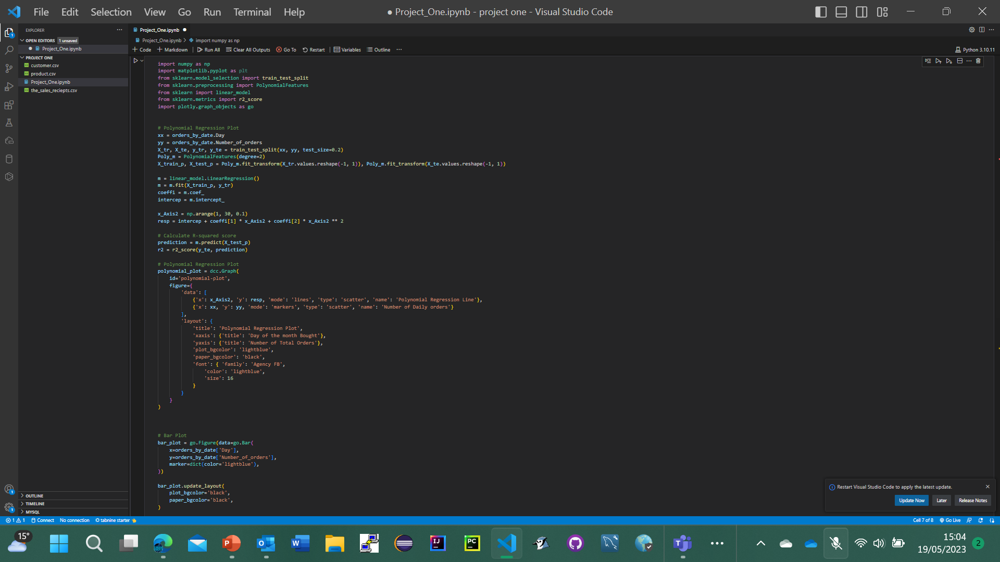 File Edit Selection View Go Run Terminal Help
● Project_One.ipynb - project one - Visual Studio Code
EXPLORER
OPEN EDITORS 1 unsaved
Project_One.ipynb
PROJECT ONE
customer.csv
product.csv
Project_One.ipynb
the_sales_reciepts.csv
OUTLINE
TIMELINE
MYSQL
Project_One.ipynb
Project_One.ipynb > import numpy as np
+ Code + Markdown Run All Clear All Outputs Go To Restart Variables Outline ...
Python 3.10.11
import numpy as np
import matplotlib.pyplot as plt
from sklearn.model_selection import train_test_split
from sklearn.preprocessing import PolynomialFeatures
from sklearn import linear_model
from sklearn.metrics import r2_score
import plotly.graph_objects as go
# Polynomial Regression Plot
xx = orders_by_date.Day
yy = orders_by_date.Number_of_orders
X_tr, X_te, y_tr, y_te = train_test_split(xx, yy, test_size=0.2)
Poly_m = PolynomialFeatures(degree=2)
X_train_p, X_test_p = Poly_m.fit_transform(X_tr.values.reshape(-1, 1)), Poly_m.fit_transform(X_te.values.reshape(-1, 1))
m = linear_model.LinearRegression()
m = m.fit(X_train_p, y_tr)
coeffi = m.coef_
intercep = m.intercept_
x_Axis2 = np.arange(1, 30, 0.1)
resp = intercep + coeffi[1] * x_Axis2 + coeffi[2] * x_Axis2 ** 2
# Calculate R-squared score
prediction = m.predict(X_test_p)
r2 = r2_score(y_te, prediction)
# Polynomial Regression Plot
polynomial_plot = dcc.Graph(
id='polynomial-plot',
figure={
'data': [
{'x': x_Axis2, 'y': resp, 'mode': 'lines', 'type': 'scatter', 'name': 'Polynomial Regression Line'},
{'x': xx, 'y': yy, 'mode': 'markers', 'type': 'scatter', 'name': 'Number of Daily orders'}
],
'layout': {
'title': 'Polynomial Regression Plot',
'xaxis': {'title': 'Day of the month Bought'},
'yaxis': {'title': 'Number of Total Orders'},
'plot_bgcolor': 'lightblue',
'paper_bgcolor': 'black',
'font': { 'family': 'Agency FB',
'color': 'lightblue',
'size': 16
}
}
}
)
# Bar Plot
bar_plot = go.Figure(data=go.Bar(
x=orders_by_date['Day'],
y=orders_by_date['Number_of_orders'],
marker=dict(color='lightblue'),
))
bar_plot.update_layout(
plot_bgcolor='black',
paper_bgcolor='black',
)
Restart Visual Studio Code to apply the latest update.
Update Now Later Release Notes
1 1 Connect No connection tabnine starter
Cell 7 of 8 Go Live
15°
15:04
19/05/2023
2